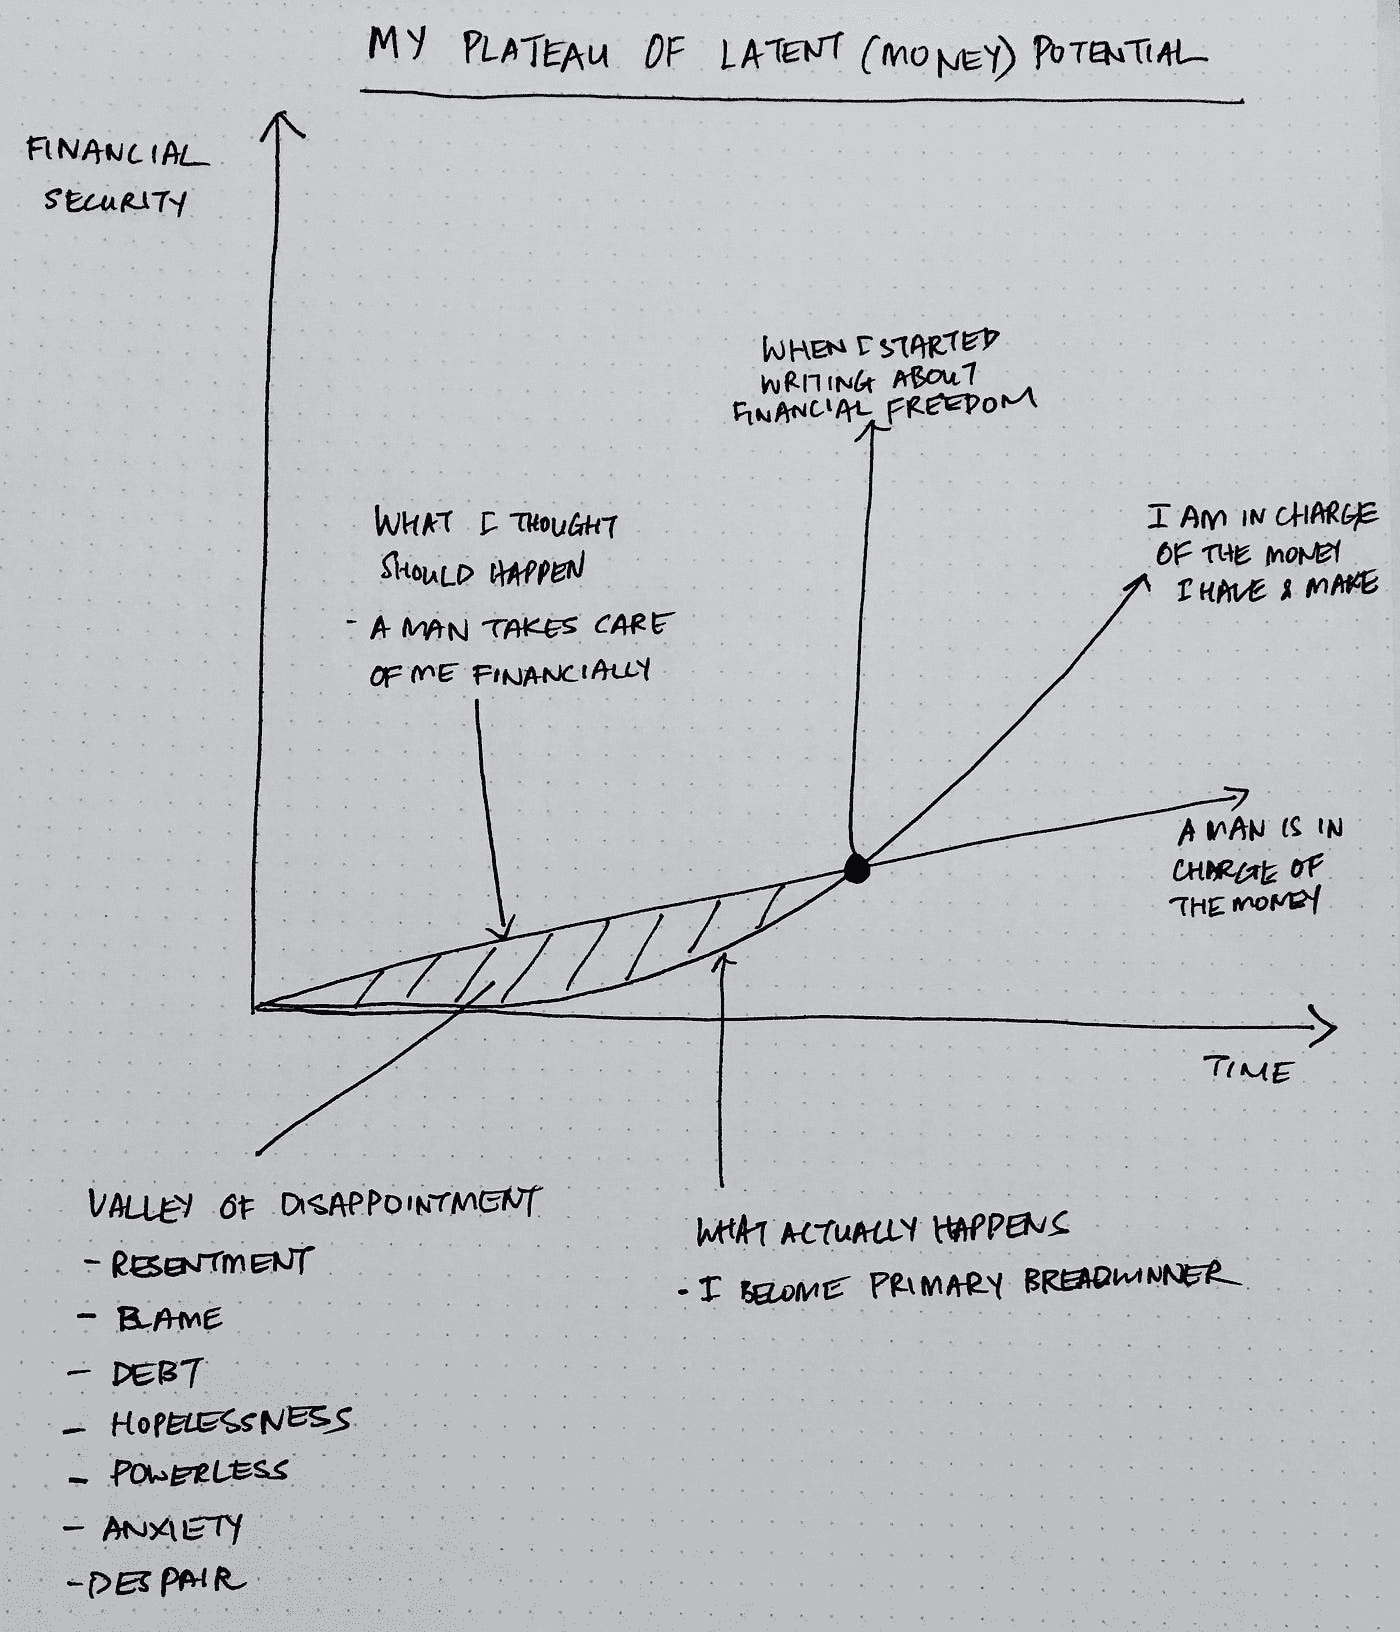 MY PLATEAU OF LATENT (MONEY) POTENTIAL
FINANCIAL
SECURITY
WHEN I STARTED
WRITING ABOUT
FINANCIAL FREEDOM
WHAT I THOUGHT
SHOULD HAPPEN
- A MAN TAKES CARE
OF ME FINANCIALLY
I AM IN CHARGE
OF THE MONEY
I HAVE & MAKE
A MAN IS IN
CHARGE OF
THE MONEY
TIME
VALLEY OF DISAPPOINTMENT
- RESENTMENT
- BLAME
- DEBT
- HOPELESSNESS
- POWERLESS
- ANXIETY
- DESPAIR
WHAT ACTUALLY HAPPENS
- I BECOME PRIMARY BREADWINNER